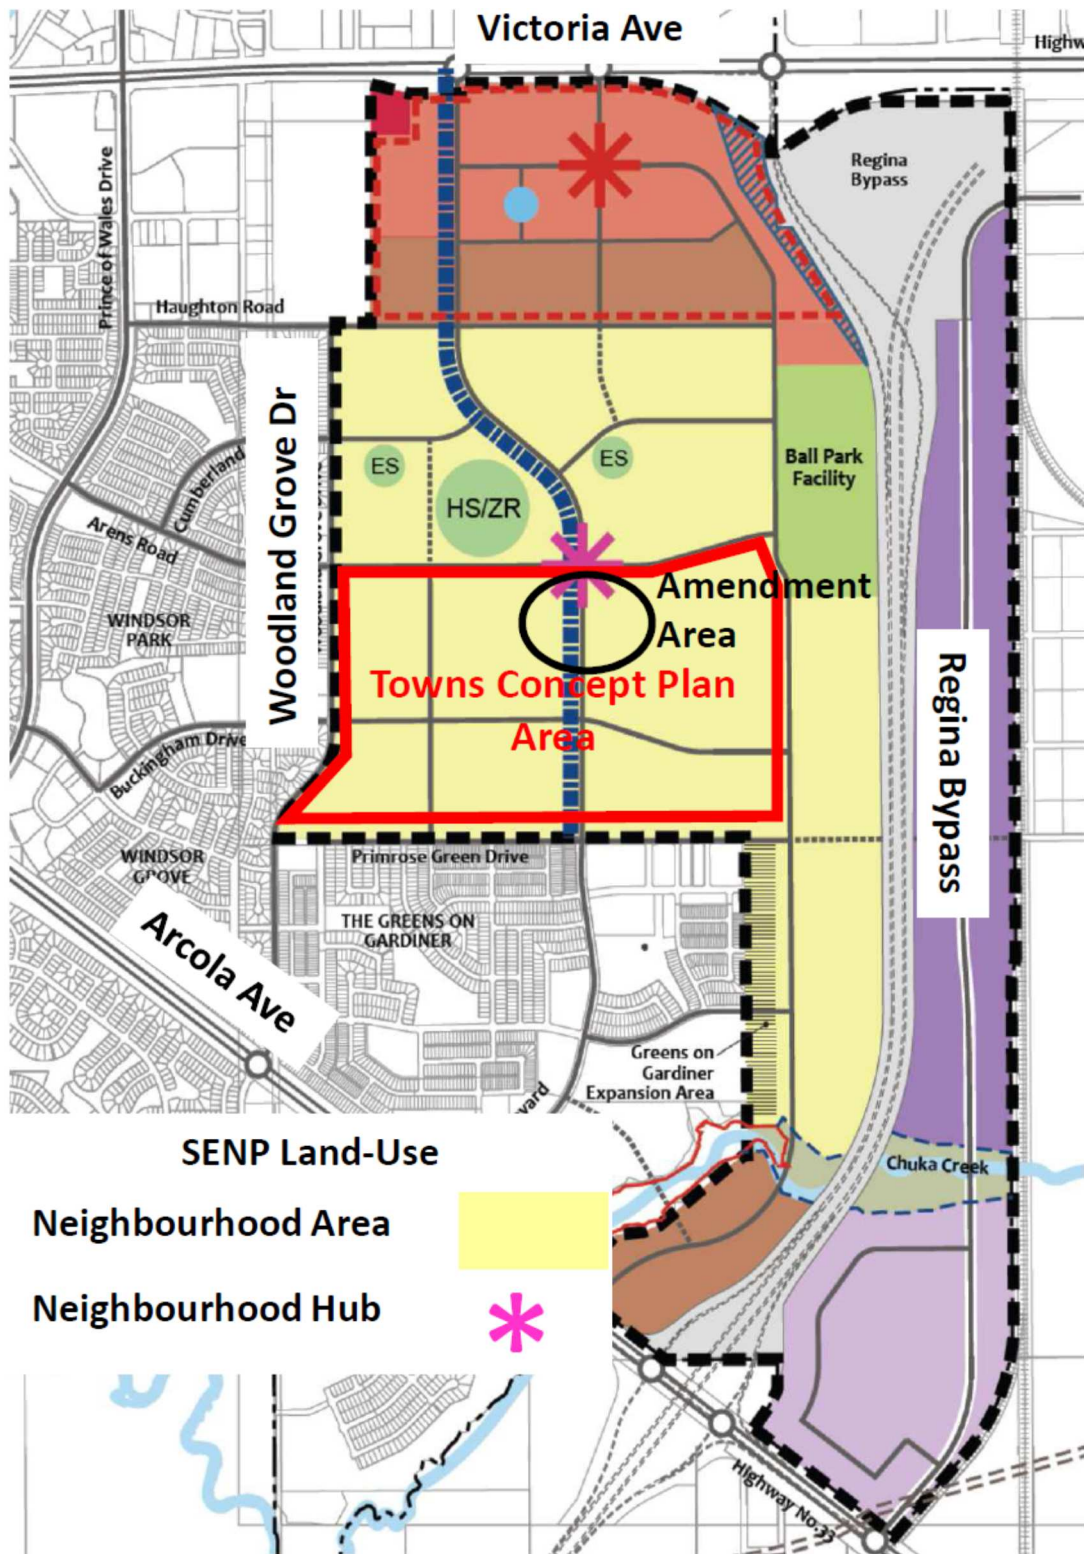 Victoria Ave
Highw
Prince of Wales Drive
Regina
Bypass
Haughton Road
Woodland Grove Dr
Cumberland
ES
ES
HS/ZR
Ball Park
Facility
Arens Road
WINDSOR
PARK
Amendment
Area
Towns Concept Plan
Area
Buckingham Drive
Regina Bypass
WINDSOR
GROVE
Primrose Green Drive
THE GREENS ON
GARDINER
Arcola Ave
Greens on
Gardiner
Expansion Area
vard
SENP Land-Use
Neighbourhood Area
Neighbourhood Hub
Chuka Creek
Highway No.33